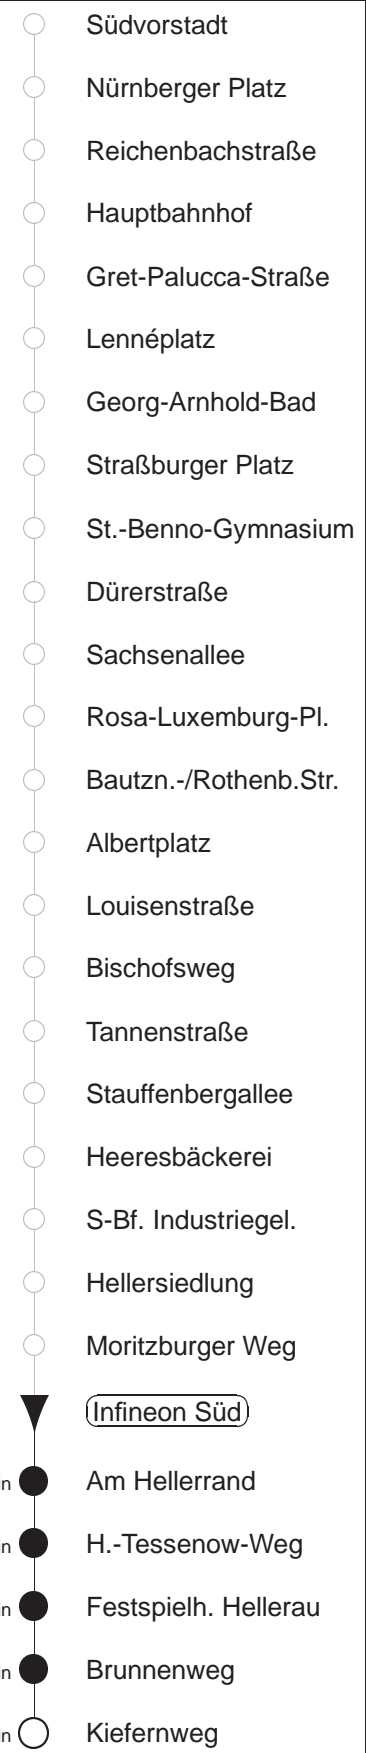 Südvorstadt
Nürnberger Platz
Reichenbachstraße
Hauptbahnhof
Gret-Palucca-Straße
Lennéplatz
Georg-Arnhold-Bad
Straßburger Platz
St.-Benno-Gymnasium
Dürerstraße
Sachsenallee
Rosa-Luxemburg-Pl.
Bautzn.-/Rothenb.Str.
Albertplatz
Louisenstraße
Bischofsweg
Tannenstraße
Stauffenbergallee
Heeresbäckerei
S-Bf. Industriegel.
Hellersiedlung
Moritzburger Weg
Infineon Süd
Am Hellerrand
H.-Tessenow-Weg
Festspielh. Hellerau
Brunnenweg
Kiefernweg